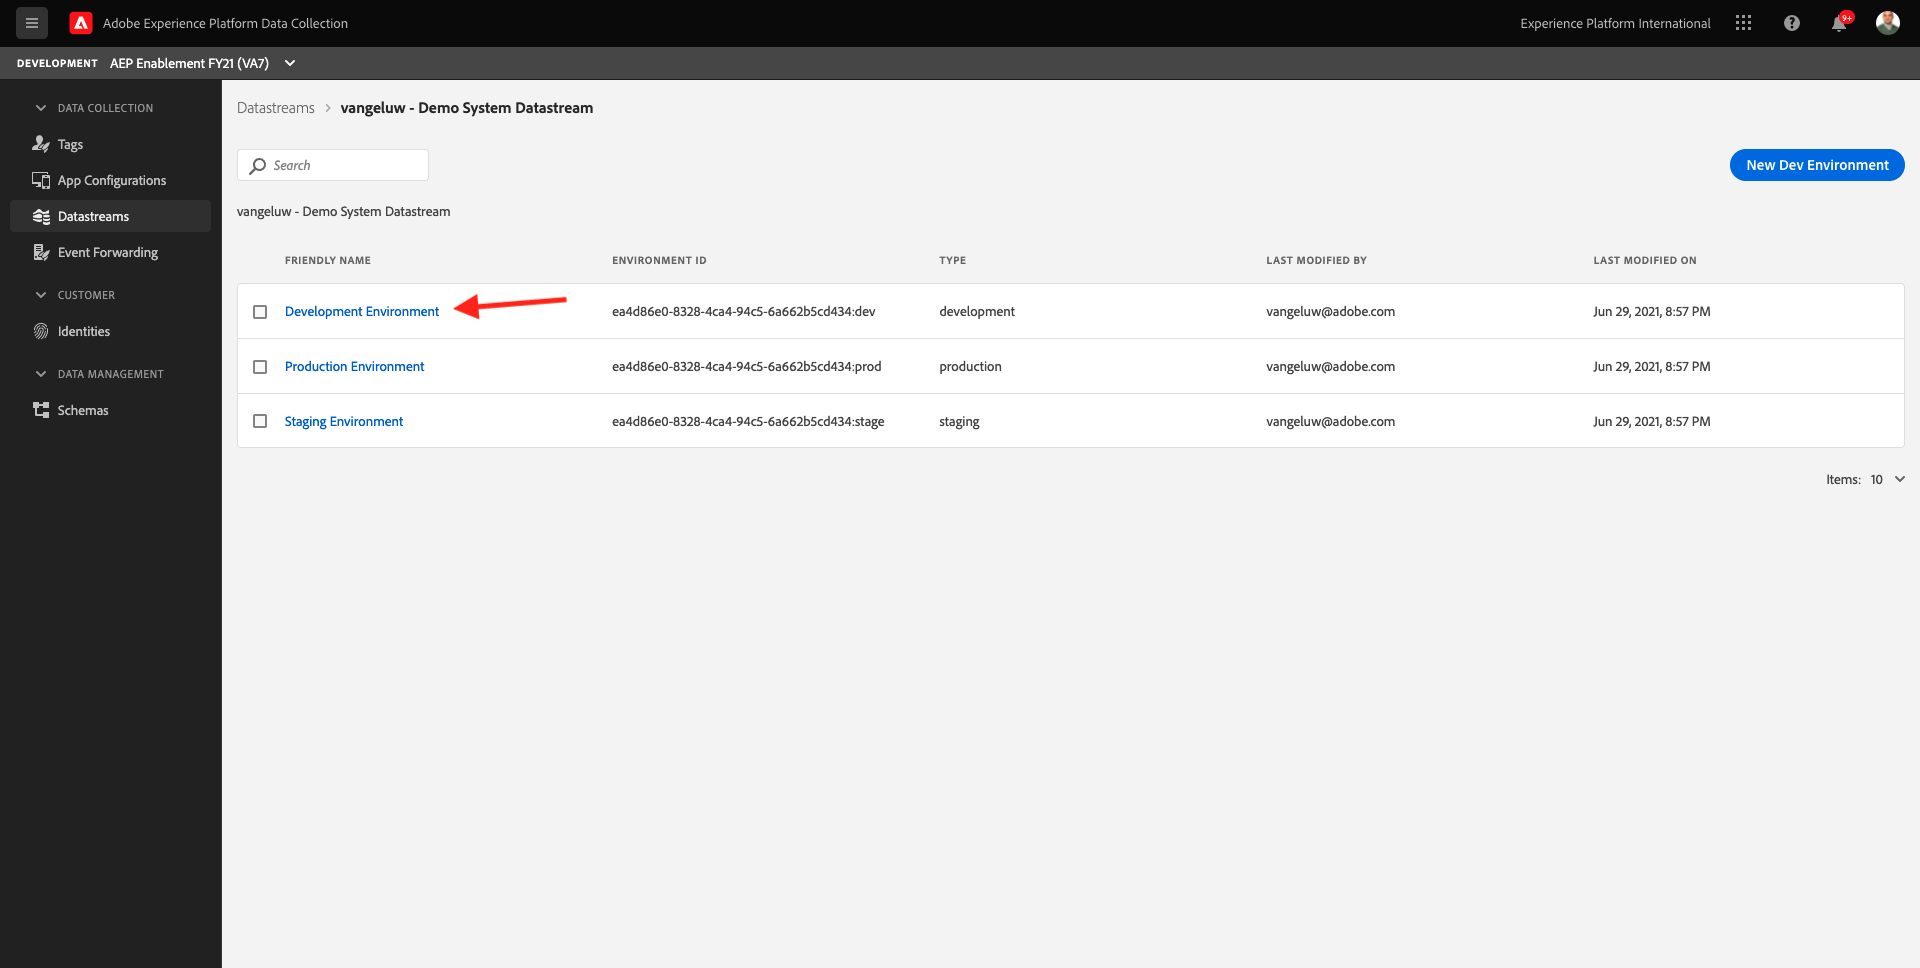 Adobe Experience Platform Data Collection
Experience Platform International
9+
DEVELOPMENT AEP Enablement FY21 (VA7)
DATA COLLECTION
Tags
App Configurations
Datastreams
Event Forwarding
CUSTOMER
Identities
DATA MANAGEMENT
Schemas
Datastreams > vangeluw - Demo System Datastream
Search
New Dev Environment
vangeluw - Demo System Datastream
FRIENDLY NAME ENVIRONMENT ID TYPE LAST MODIFIED BY LAST MODIFIED ON
Development Environment ea4d86e0-8328-4ca4-94c5-6a662b5cd434:dev development vangeluw@adobe.com Jun 29, 2021, 8:57 PM
Production Environment ea4d86e0-8328-4ca4-94c5-6a662b5cd434:prod production vangeluw@adobe.com Jun 29, 2021, 8:57 PM
Staging Environment ea4d86e0-8328-4ca4-94c5-6a662b5cd434:stage staging vangeluw@adobe.com Jun 29, 2021, 8:57 PM
Items: 10